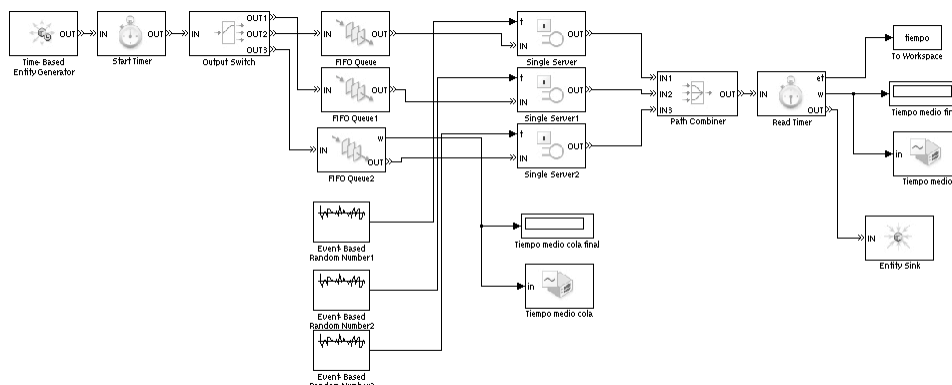 OUT
Time-Based
Entity Generator
IN
OUT
Start Timer
IN
OUT1
OUT2
OUT3
Output Switch
IN
OUT
FIFO Queue
IN
OUT
FIFO Queue1
IN
w
OUT
FIFO Queue2
t
IN
OUT
Single Server
t
IN
OUT
Single Server1
t
IN
OUT
Single Server2
IN1
IN2
IN3
OUT
Path Combiner
IN
et
w
OUT
Read Timer
tiempo
To Workspace
Tiempo medio fin
in
Tiempo medio
IN
Entity Sink
Event-Based
Random Number1
Event-Based
Random Number2
Event-Based
Tiempo medio cola final
in
Tiempo medio cola